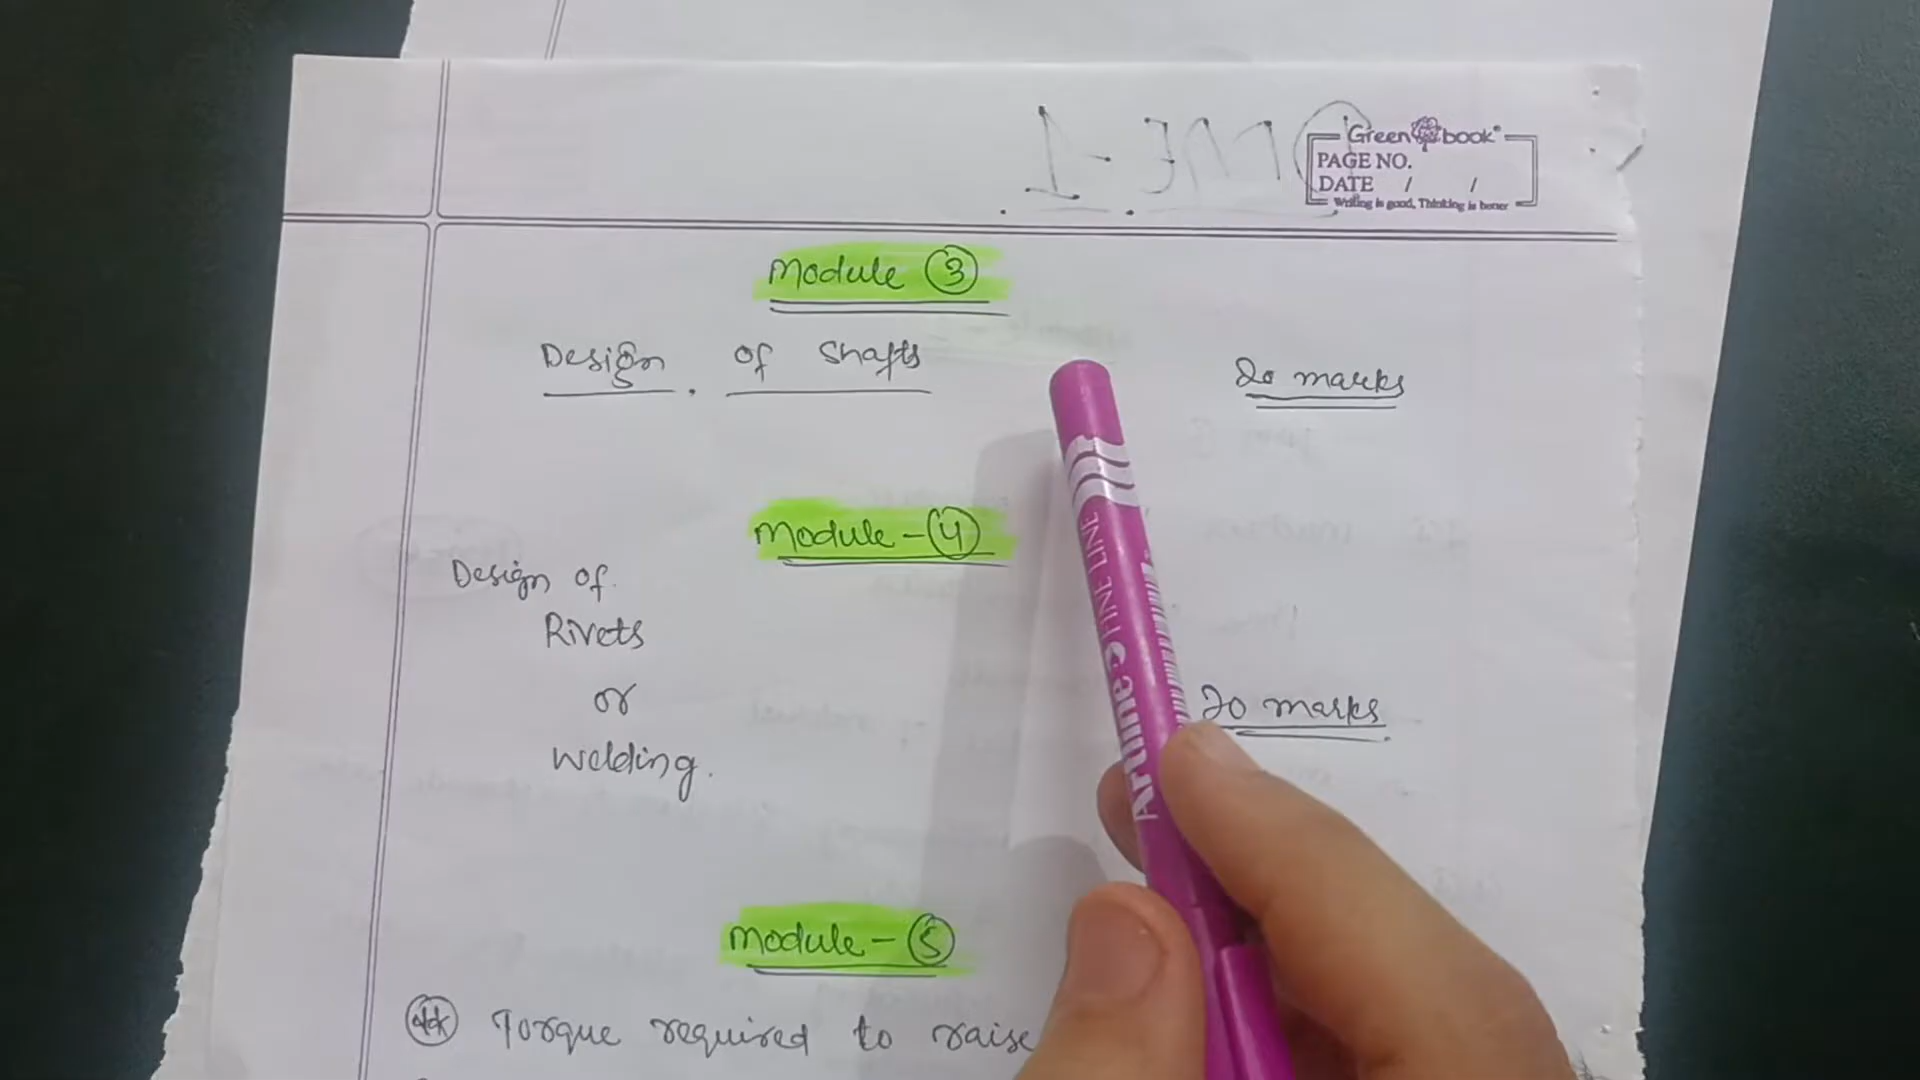 Green book
PAGE NO.
DATE / /
Writing is good, Thinking is better
Module ③
Design of shafts
20 marks
Module - ④
Design of
Rivets
or
welding.
20 marks
Module - ⑤
Torque required to raise
Artline FINE LINE